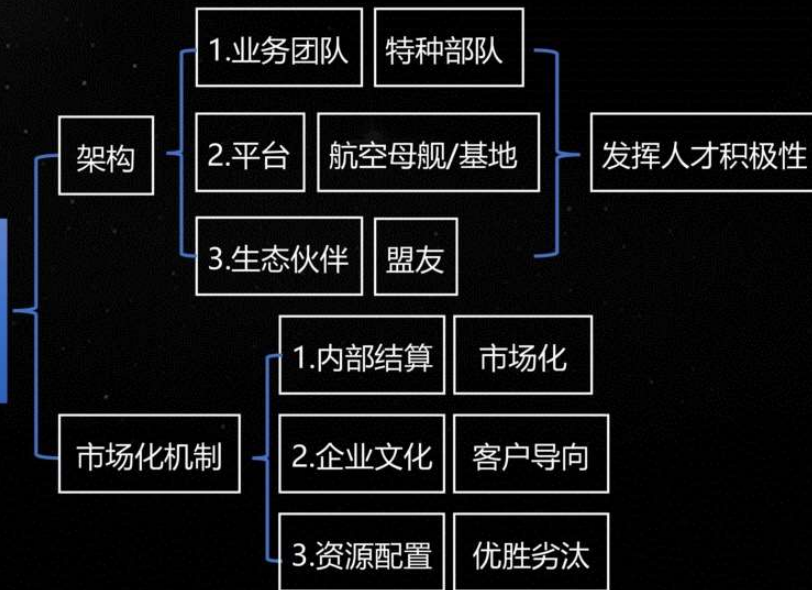 1.业务团队 特种部队
架构 2.平台 航空母舰/基地 发挥人才积极性
3.生态伙伴 盟友
1.内部结算 市场化
市场化机制 2.企业文化 客户导向
3.资源配置 优胜劣汰